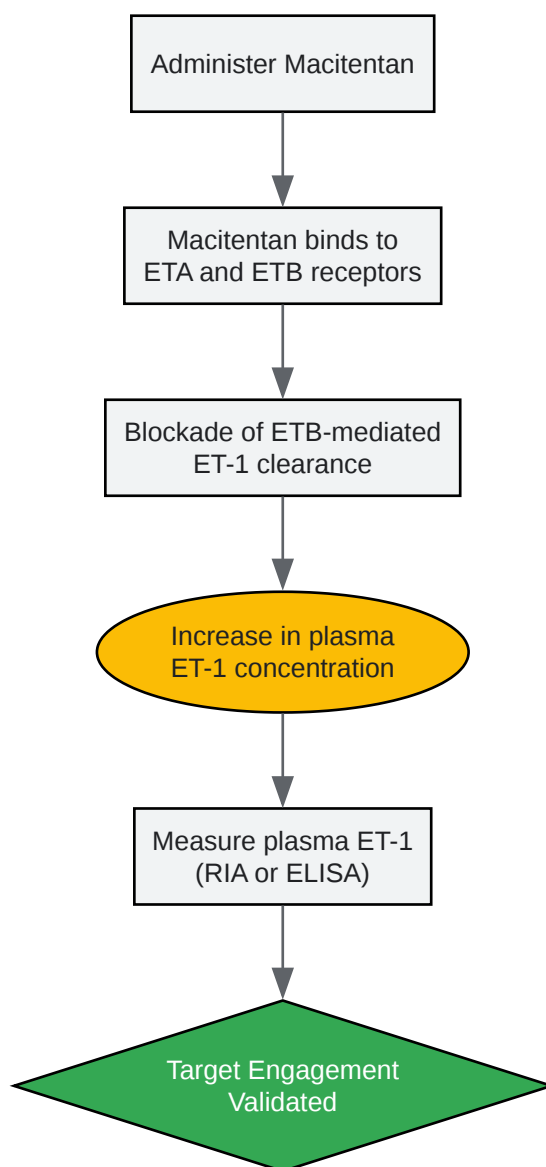 Administer Macitentan
Macitentan binds to
ETA and ETB receptors
Blockade of ETB-mediated
ET-1 clearance
Increase in plasma
ET-1 concentration
Measure plasma ET-1
(RIA or ELISA)
Target Engagement
Validated